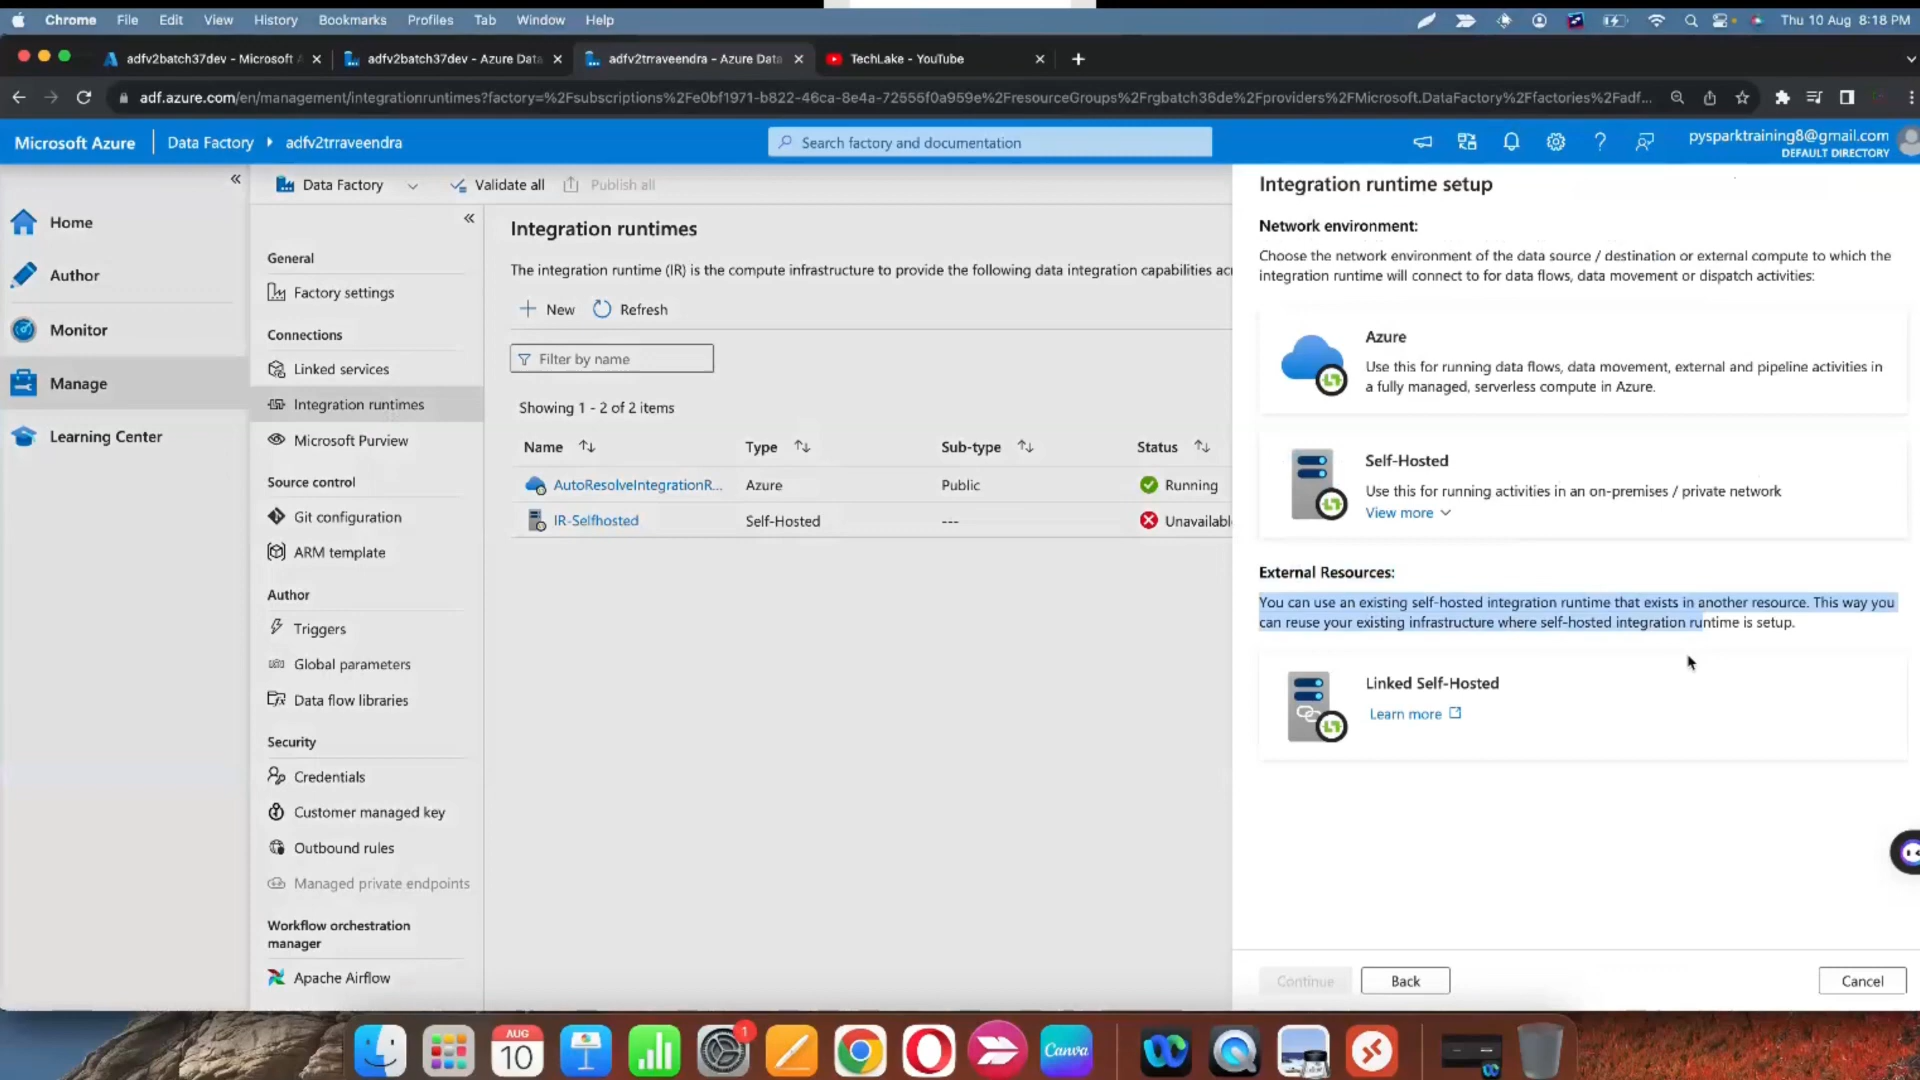 Chrome File Edit View History Bookmarks Profiles Tab Window Help
Thu 10 Aug 8:18 PM
adfv2batch37dev - Microsoft A
adfv2batch37dev - Azure Data
adfv2trraveendra - Azure Data
TechLake - YouTube
adf.azure.com/en/management/integrationruntimes?factory=%2Fsubscriptions%2Fe0bf1971-b822-46ca-8e4a-72555f0a959e%2FresourceGroups%2Frgbatch36de%2Fproviders%2FMicrosoft.DataFactory%2Ffactories%2Fadf...
Microsoft Azure
Data Factory
adfv2trraveendra
Search factory and documentation
pysparktraining8@gmail.com
DEFAULT DIRECTORY
Home
Author
Monitor
Manage
Learning Center
Data Factory
Validate all
Publish all
General
Factory settings
Connections
Linked services
Integration runtimes
Microsoft Purview
Source control
Git configuration
ARM template
Author
Triggers
Global parameters
Data flow libraries
Security
Credentials
Customer managed key
Outbound rules
Managed private endpoints
Workflow orchestration
manager
Apache Airflow
Integration runtimes
The integration runtime (IR) is the compute infrastructure to provide the following data integration capabilities acr
New
Refresh
Filter by name
Showing 1 - 2 of 2 items
Name Type Sub-type Status
AutoResolveIntegrationR... Azure Public Running
IR-Selfhosted Self-Hosted --- Unavailabl
Integration runtime setup
Network environment:
Choose the network environment of the data source / destination or external compute to which the
integration runtime will connect to for data flows, data movement or dispatch activities:
Azure
Use this for running data flows, data movement, external and pipeline activities in
a fully managed, serverless compute in Azure.
Self-Hosted
Use this for running activities in an on-premises / private network
View more
External Resources:
You can use an existing self-hosted integration runtime that exists in another resource. This way you
can reuse your existing infrastructure where self-hosted integration runtime is setup.
Linked Self-Hosted
Learn more
Continue
Back
Cancel
AUG
10
1
Canva